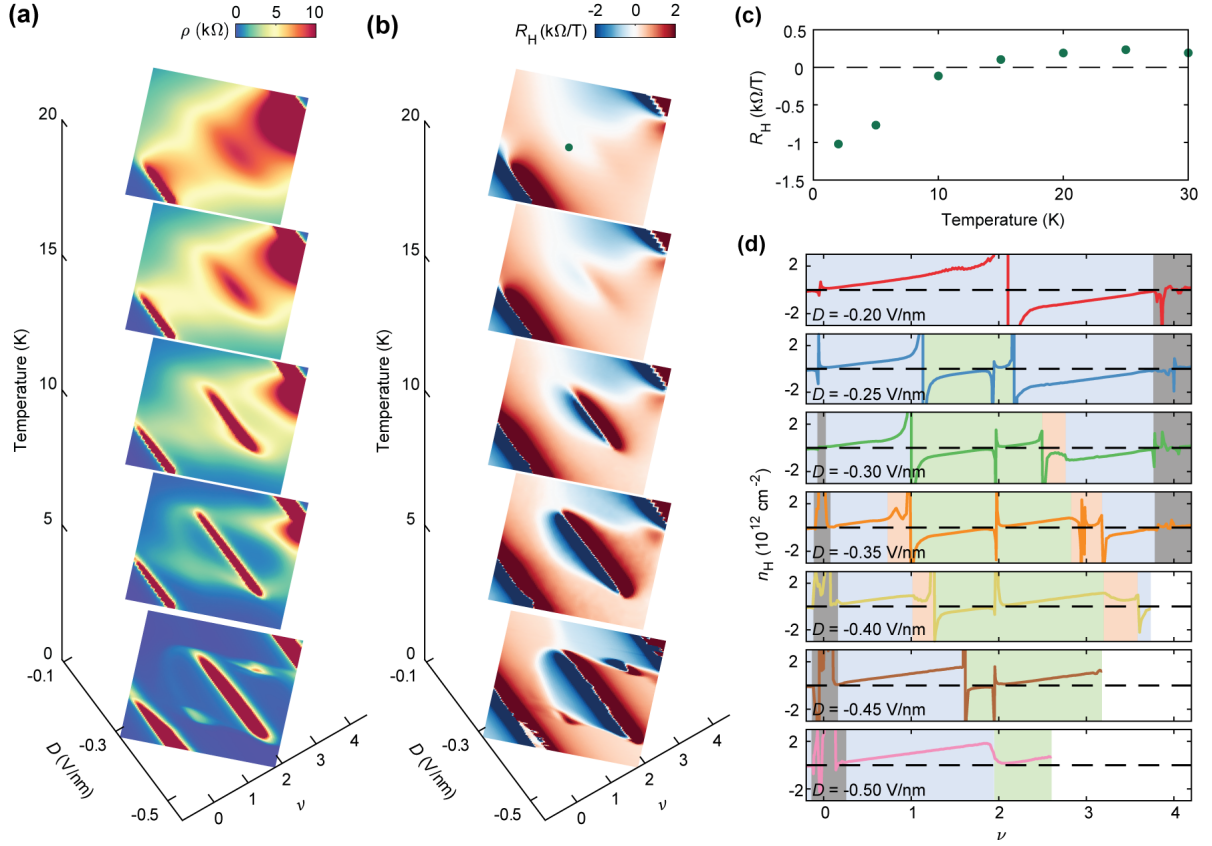 (a)
0 5 10
ρ (kΩ)
20
15
10
5
0
Temperature (K)
-0.1
-0.3
-0.5
D (V/nm)
0
1
2
3
4
ν
(b)
-2 0 2
R_H (kΩ/T)
20
15
10
5
0
Temperature (K)
-0.1
-0.3
-0.5
D (V/nm)
0
1
2
3
4
ν
(c)
0.5
0
-0.5
-1
-1.5
R_H (kΩ/T)
0 10 20 30
Temperature (K)
(d)
2
-2
D = -0.20 V/nm
2
-2
D = -0.25 V/nm
2
-2
D = -0.30 V/nm
2
-2
D = -0.35 V/nm
2
-2
D = -0.40 V/nm
2
-2
D = -0.45 V/nm
2
-2
D = -0.50 V/nm
n_H (10¹² cm⁻²)
0 1 2 3 4
ν